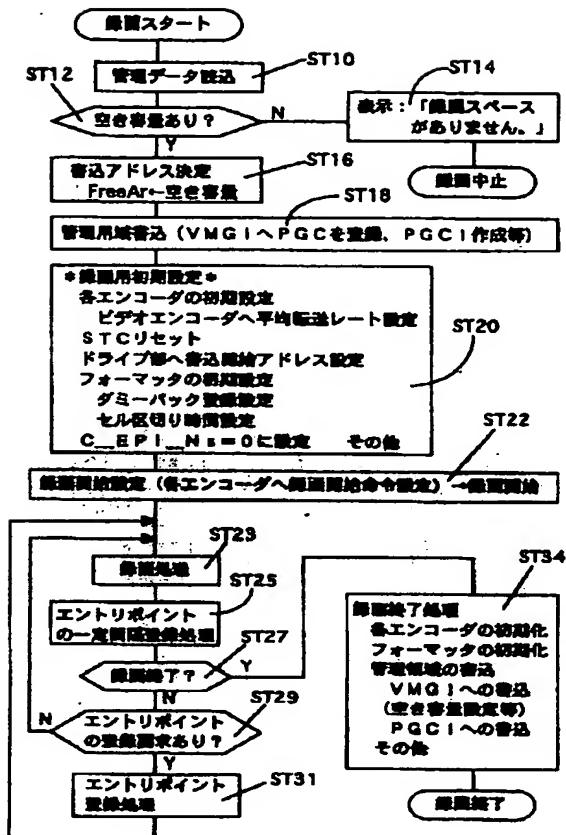 録画スタート
ST10
管理データ読込
ST12
空き容量あり?
N
Y
ST14
表示:「録画スペース
がありません。」
録画中止
ST16
書込アドレス決定
FreeAr←空き容量
ST18
管理用域書込(VMGIへPGCを登録、PGCI作成等)
*録画用初期設定*
各エンコーダの初期設定
ビデオエンコーダへ平均転送レート設定
STCリセット
ドライブ部へ書込開始アドレス設定
フォーマッタの初期設定
ダミーパック登録設定
セル区切り時間設定
C_EPI_Ns=0に設定 その他
ST20
ST22
録画開始設定(各エンコーダへ録画開始命令設定)→録画開始
ST23
録画処理
ST25
エントリポイント
の一定間隔登録処理
ST27
録画終了?
Y
N
ST29
エントリポイント
の登録要求あり?
N
Y
ST31
エントリポイント
登録処理
ST34
録画終了処理
各エンコーダの初期化
フォーマッタの初期化
管理領域の書込
VMGIへの書込
(空き容量設定等)
PGCIへの書込
その他
録画終了